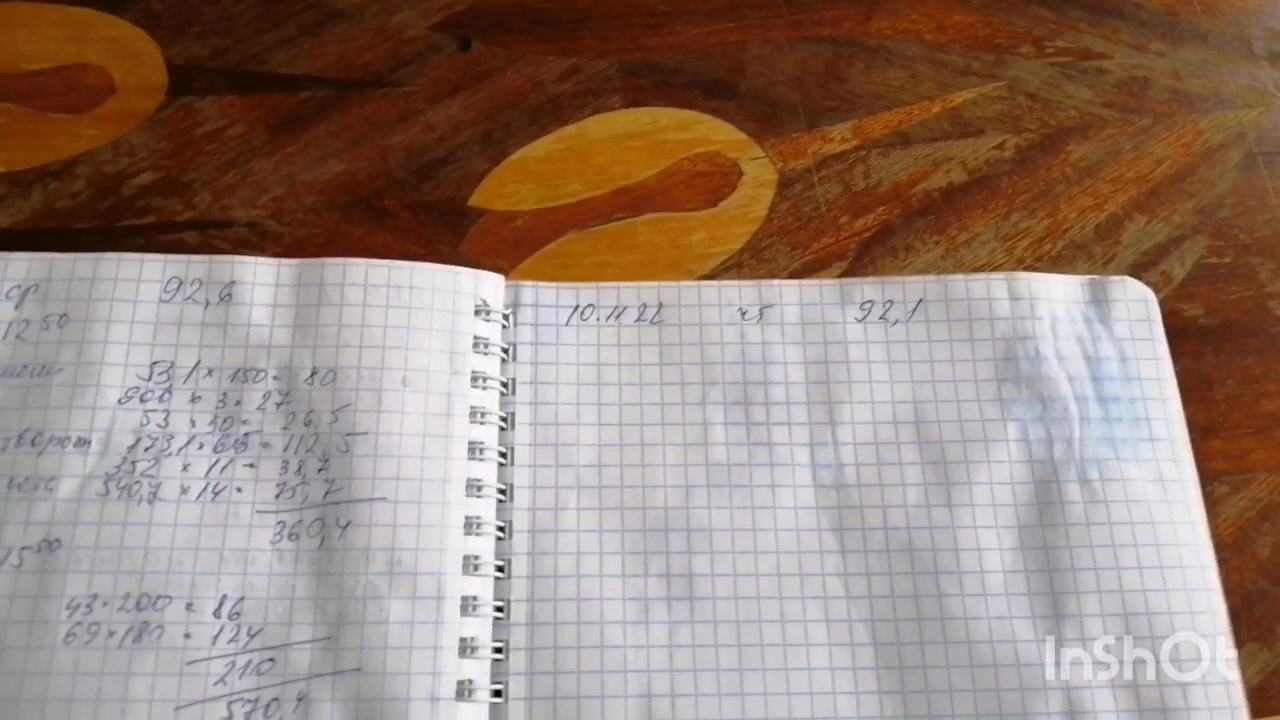 ср 92,6
12 50
53,1 × 150 = 80
900 × 3 = 27
53 × 50 = 26,5
творог 173,1 × 65 = 112,5
352 × 11 = 38,7
540,7 × 14 = 75,7
360,4
15 50
43 × 200 = 86
69 × 180 = 124
210
570,4
10.11 22 чт 92,1
InShOt